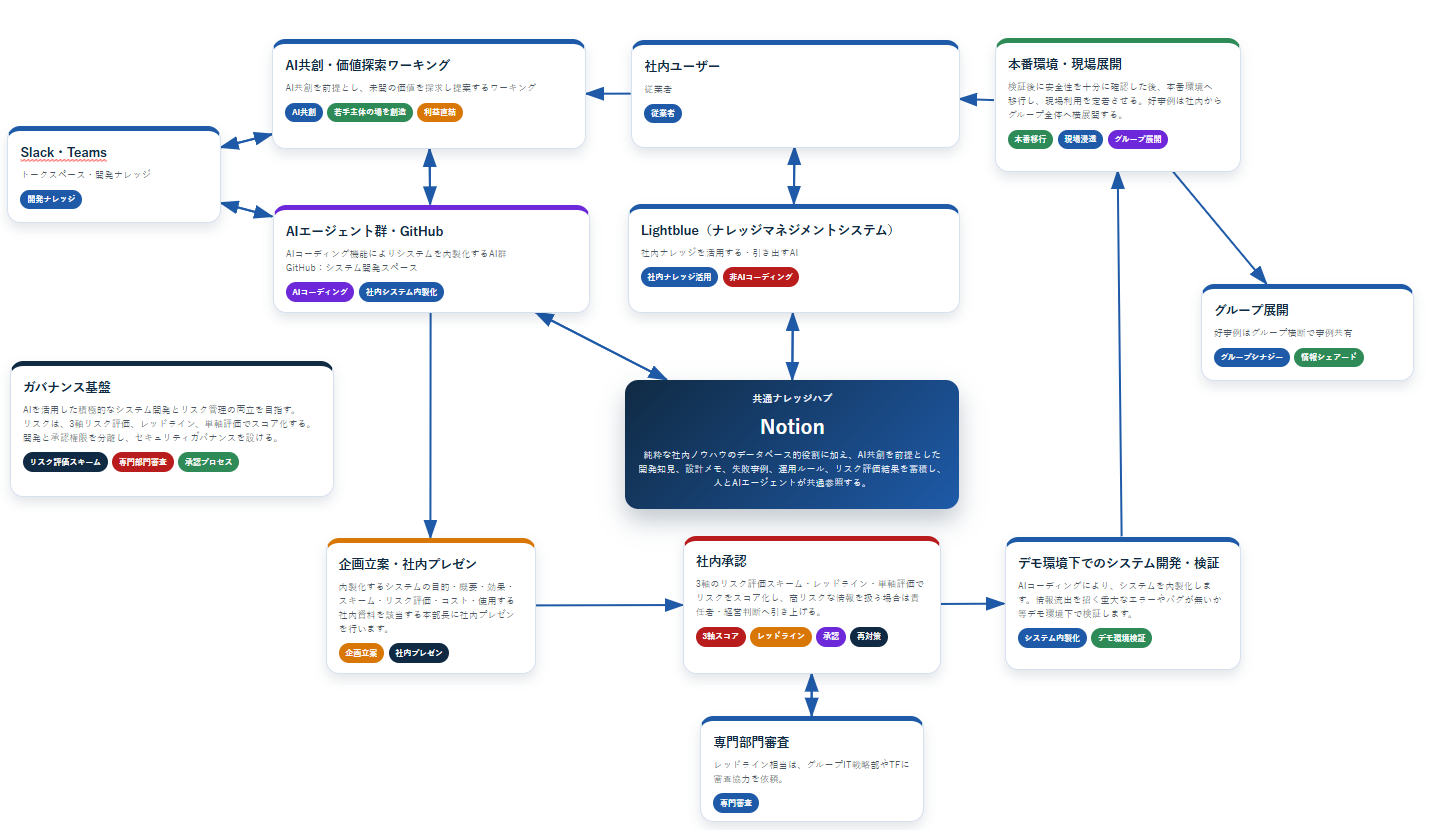 AI共創・価値探索ワーキング
AI共創を前提とし、未開の価値を探求し提案するワーキング
AI共創
若手主体の場を創造
利益直結
社内ユーザー
従業者
従業者
本番環境・現場展開
検証後に安全性を十分に確認した後、本番環境へ
移行し、現場利用を定着させる。好事例は社内から
グループ全体へ横展開する。
本番移行
現場浸透
グループ展開
Slack・Teams
トークスペース・開発ナレッジ
開発ナレッジ
AIエージェント群・GitHub
AIコーディング機能によりシステムを内製化するAI群
GitHub：システム開発スペース
AIコーディング
社内システム内製化
Lightblue（ナレッジマネジメントシステム）
社内ナレッジを活用する・引き出すAI
社内ナレッジ活用
非AIコーディング
グループ展開
好事例はグループ横断で事例共有
グループシナジー
情報シェアード
ガバナンス基盤
AIを活用した積極的なシステム開発とリスク管理の両立を目指す。
リスクは、3軸リスク評価、レッドライン、単軸評価でスコア化する。
開発と承認権限を分離し、セキュリティガバナンスを設ける。
リスク評価スキーム
専門部門審査
承認プロセス
共通ナレッジハブ
Notion
純粋な社内ノウハウのデータベース的役割に加え、AI共創を前提とした
開発知見、設計メモ、失敗事例、運用ルール、リスク評価結果を蓄積し、
人とAIエージェントが共通参照する。
企画立案・社内プレゼン
内製化するシステムの目的・概要・効果・
スキーム・リスク評価・コスト・使用する
社内資料を該当する本部長に社内プレゼン
を行います。
企画立案
社内プレゼン
社内承認
3軸のリスク評価スキーム・レッドライン・単軸評価で
リスクをスコア化し、高リスクな情報を扱う場合は責
任者・経営判断へ引き上げる。
3軸スコア
レッドライン
承認
再対策
デモ環境下でのシステム開発・検証
AIコーディングにより、システムを内製化しま
す。情報流出を招く重大なエラーやバグが無いか
等デモ環境下で検証します。
システム内製化
デモ環境検証
専門部門審査
レッドライン相当は、グループIT戦略部やTFに
審査協力を依頼。
専門審査